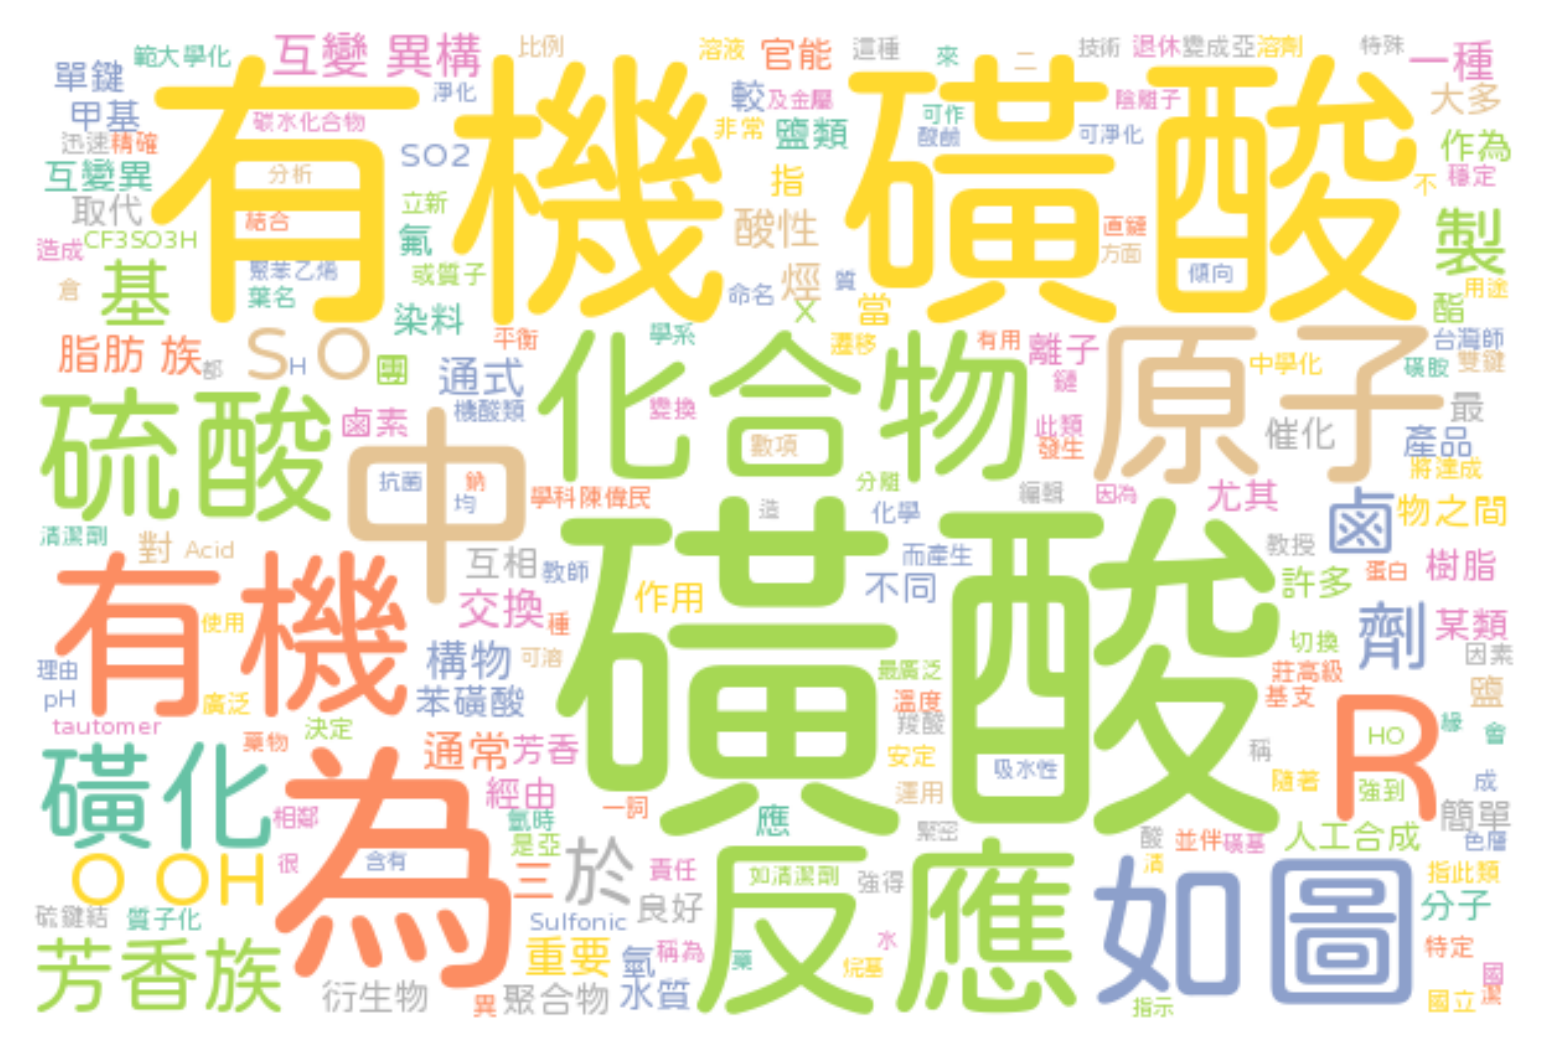 範大學化 互變 異構 比例 溶液 官能 這種 來 二 技術 退休 變成亞 溶劑 特殊 一種
單鍵 淨化 較 及金屬 陰離子 大多
甲基 有機 磺酸 碳水化合物 非常 鹽類 可作 酸鹼 可淨化 作為
迅速 精確 SO2
互變異 分析 指 不 穩定
取代 結合 立新 酸性 直鏈 製
造成 CF3SO3H 氟 方面
基 聚苯乙烯 或質子 烴 質 傾向
倉 葉名 命名 用途
染料 X 當 酯
脂肪 族 都 S H O 團 平衡 學系 遷移 有用 離子 原子 中學化 台灣師
通式 化合物 鏈 磺胺 雙鍵
硫酸 鹵素 中 機酸類 變換 此類 催化 最
數項 發生 產品
抗菌 鈉 均 分離 將達成
學科 陳偉民 造 化學 編輯 因為 尤其 鹵 物之間
清潔劑 對 Acid 互相 教師 磺酸 而產生 教授
有機 作用 不同 許多 蛋白 樹脂
使用 交換 種 切換 劑 某類
理由 構物 可溶 最廣泛 莊高級 因素
pH 廣泛 苯磺酸 溫度 基支 鹽
tautomer 決定 羧酸 R
藥物 通常 芳香 安定 稱 HO 緣 會
磺化 為 吸水性 成
經由 運用 隨著 強到
相鄰 氫時 一詞 應 緊密 簡單
是亞 酸 並伴 磺基 人工合成 色層
O OH 很 含有 三 於 責任 反應 如清潔劑 強得 清 如圖 指此類
硫鍵結 質子化 Sulfonic 良好 分子
芳香族 重要 氫 稱為 藥 水 特定
烷基
衍生物 異 聚合物 水質 指示 國立 國 潔